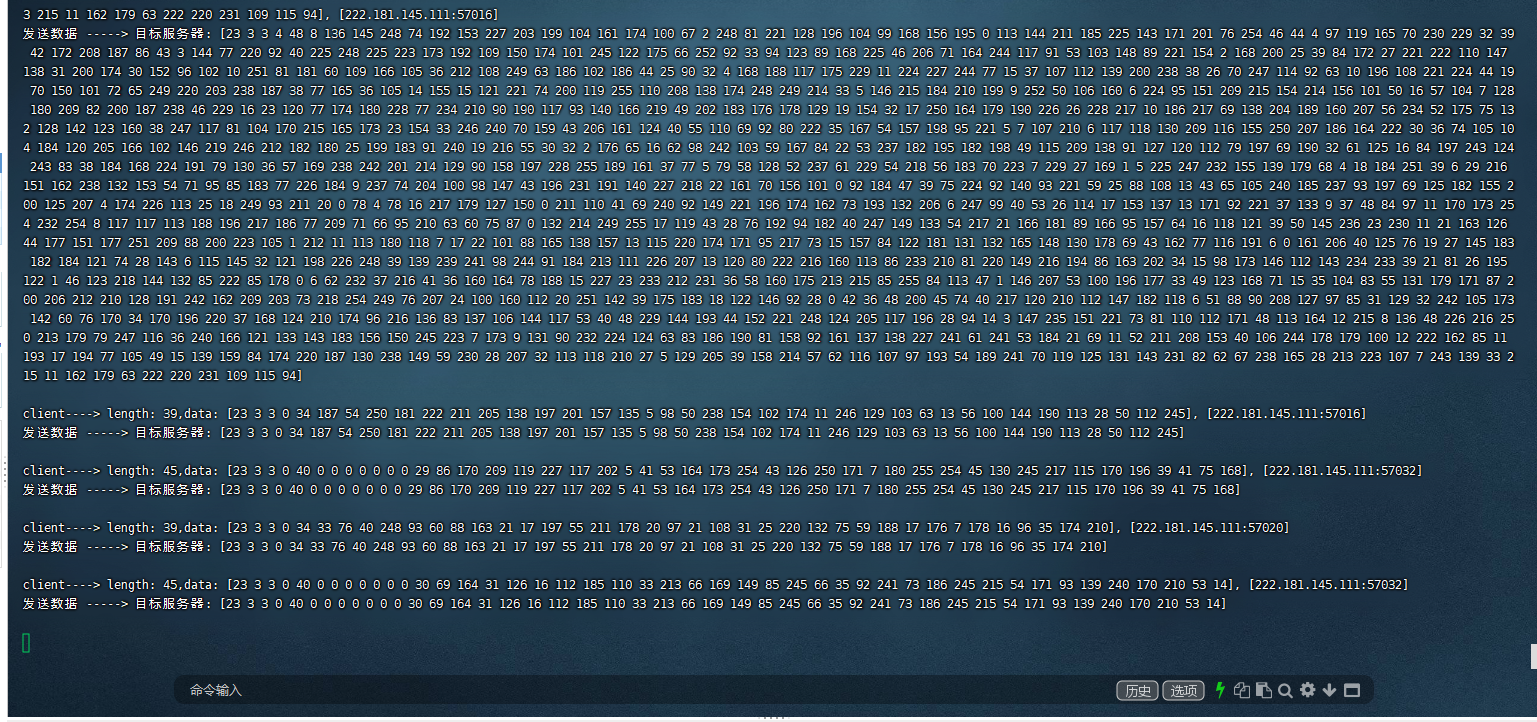 3 215 11 162 179 63 222 220 231 109 115 94], [222.181.145.111:57016]
发送数据 -----> 目标服务器: [23 3 3 4 48 8 136 145 248 74 192 153 227 203 199 104 161 174 100 67 2 248 81 221 128 196 104 99 168 156 195 0 113 144 211 185 225 143 171 201 76 254 46 44 4 97 119 165 70 230 229 32 39
42 172 208 187 86 43 3 144 77 220 92 40 225 248 225 223 173 192 109 150 174 101 245 122 175 66 252 92 33 94 123 89 168 225 46 206 71 164 244 117 91 53 103 148 89 221 154 2 168 200 25 39 84 172 27 221 222 110 147
138 31 200 174 30 152 96 102 10 251 81 181 60 109 166 105 36 212 108 249 63 186 102 186 44 25 90 32 4 168 188 117 175 229 11 224 227 244 77 15 37 107 112 139 200 238 38 26 70 247 114 92 63 10 196 108 221 224 44 19
70 150 101 72 65 249 220 203 238 187 38 77 165 36 105 14 155 15 121 221 74 200 119 255 110 208 138 174 248 249 214 33 5 146 215 184 210 199 9 252 50 106 160 6 224 95 151 209 215 154 214 156 101 50 16 57 104 7 128
180 209 82 200 187 238 46 229 16 23 120 77 174 180 228 77 234 210 90 190 117 93 140 166 219 49 202 183 176 178 129 19 154 32 17 250 164 179 190 226 26 228 217 10 186 217 69 138 204 189 160 207 56 234 52 175 75 13
2 128 142 123 160 38 247 117 81 104 170 215 165 173 23 154 33 246 240 70 159 43 206 161 124 40 55 110 69 92 80 222 35 167 54 157 198 95 221 5 7 107 210 6 117 118 130 209 116 155 250 207 186 164 222 30 36 74 105 10
4 184 120 205 166 102 146 219 246 212 182 180 25 199 183 91 240 19 216 55 30 32 2 176 65 16 62 98 242 103 59 167 84 22 53 237 182 195 182 198 49 115 209 138 91 127 120 112 79 197 69 190 32 61 125 16 84 197 243 124
243 83 38 184 168 224 191 79 130 36 57 169 238 242 201 214 129 90 158 197 228 255 189 161 37 77 5 79 58 128 52 237 61 229 54 218 56 183 70 223 7 229 27 169 1 5 225 247 232 155 139 179 68 4 18 184 251 39 6 29 216
151 162 238 132 153 54 71 95 85 183 77 226 184 9 237 74 204 100 98 147 43 196 231 191 140 227 218 22 161 70 156 101 0 92 184 47 39 75 224 92 140 93 221 59 25 88 108 13 43 65 105 240 185 237 93 197 69 125 182 155 2
00 125 207 4 174 226 113 25 18 249 93 211 20 0 78 4 78 16 217 179 127 150 0 211 110 41 69 240 92 149 221 196 174 162 73 193 132 206 6 247 99 40 53 26 114 17 153 137 13 171 92 221 37 133 9 37 48 84 97 11 170 173 25
4 232 254 8 117 117 113 188 196 217 186 77 209 71 66 95 210 63 60 75 87 0 132 214 249 255 17 119 43 28 76 192 94 182 40 247 149 133 54 217 21 166 181 89 166 95 157 64 16 118 121 39 50 145 236 23 230 11 21 163 126
44 177 151 177 251 209 88 200 223 105 1 212 11 113 180 118 7 17 22 101 88 165 138 157 13 115 220 174 171 95 217 73 15 157 84 122 181 131 132 165 148 130 178 69 43 162 77 116 191 6 0 161 206 40 125 76 19 27 145 183
182 184 121 74 28 143 6 115 145 32 121 198 226 248 39 139 239 241 98 244 91 184 213 111 226 207 13 120 80 222 216 160 113 86 233 210 81 220 149 216 194 86 163 202 34 15 98 173 146 112 143 234 233 39 21 81 26 195
122 1 46 123 218 144 132 85 222 85 178 0 6 62 232 37 216 41 36 160 164 78 188 15 227 23 233 212 231 36 58 160 175 213 215 85 255 84 113 47 1 146 207 53 100 196 177 33 49 123 168 71 15 35 104 83 55 131 179 171 87 2
00 206 212 210 128 191 242 162 209 203 73 218 254 249 76 207 24 100 160 112 20 251 142 39 175 183 18 122 146 92 28 0 42 36 48 200 45 74 40 217 120 210 112 147 182 118 6 51 88 90 208 127 97 85 31 129 32 242 105 173
142 60 76 170 34 170 196 220 37 168 124 210 174 96 216 136 83 137 106 144 117 53 40 48 229 144 193 44 152 221 248 124 205 117 196 28 94 14 3 147 235 151 221 73 81 110 112 171 48 113 164 12 215 8 136 48 226 216 25
0 213 179 79 247 116 36 240 166 121 133 143 183 156 150 245 223 7 173 9 131 90 232 224 124 63 83 186 190 81 158 92 161 137 138 227 241 61 241 53 184 21 69 11 52 211 208 153 40 106 244 178 179 100 12 222 162 85 11
193 17 194 77 105 49 15 139 159 84 174 220 187 130 238 149 59 230 28 207 32 113 118 210 27 5 129 205 39 158 214 57 62 116 107 97 193 54 189 241 70 119 125 131 143 231 82 62 67 238 165 28 213 223 107 7 243 139 33 2
15 11 162 179 63 222 220 231 109 115 94]
client----> length: 39,data: [23 3 3 0 34 187 54 250 181 222 211 205 138 197 201 157 135 5 98 50 238 154 102 174 11 246 129 103 63 13 56 100 144 190 113 28 50 112 245], [222.181.145.111:57016]
发送数据 -----> 目标服务器: [23 3 3 0 34 187 54 250 181 222 211 205 138 197 201 157 135 5 98 50 238 154 102 174 11 246 129 103 63 13 56 100 144 190 113 28 50 112 245]
client----> length: 45,data: [23 3 3 0 40 0 0 0 0 0 0 0 29 86 170 209 119 227 117 202 5 41 53 164 173 254 43 126 250 171 7 180 255 254 45 130 245 217 115 170 196 39 41 75 168], [222.181.145.111:57032]
发送数据 -----> 目标服务器: [23 3 3 0 40 0 0 0 0 0 0 0 29 86 170 209 119 227 117 202 5 41 53 164 173 254 43 126 250 171 7 180 255 254 45 130 245 217 115 170 196 39 41 75 168]
client----> length: 39,data: [23 3 3 0 34 33 76 40 248 93 60 88 163 21 17 197 55 211 178 20 97 21 108 31 25 220 132 75 59 188 17 176 7 178 16 96 35 174 210], [222.181.145.111:57020]
发送数据 -----> 目标服务器: [23 3 3 0 34 33 76 40 248 93 60 88 163 21 17 197 55 211 178 20 97 21 108 31 25 220 132 75 59 188 17 176 7 178 16 96 35 174 210]
client----> length: 45,data: [23 3 3 0 40 0 0 0 0 0 0 0 30 69 164 31 126 16 112 185 110 33 213 66 169 149 85 245 66 35 92 241 73 186 245 215 54 171 93 139 240 170 210 53 14], [222.181.145.111:57032]
发送数据 -----> 目标服务器: [23 3 3 0 40 0 0 0 0 0 0 0 30 69 164 31 126 16 112 185 110 33 213 66 169 149 85 245 66 35 92 241 73 186 245 215 54 171 93 139 240 170 210 53 14]
命令输入
历史 选项